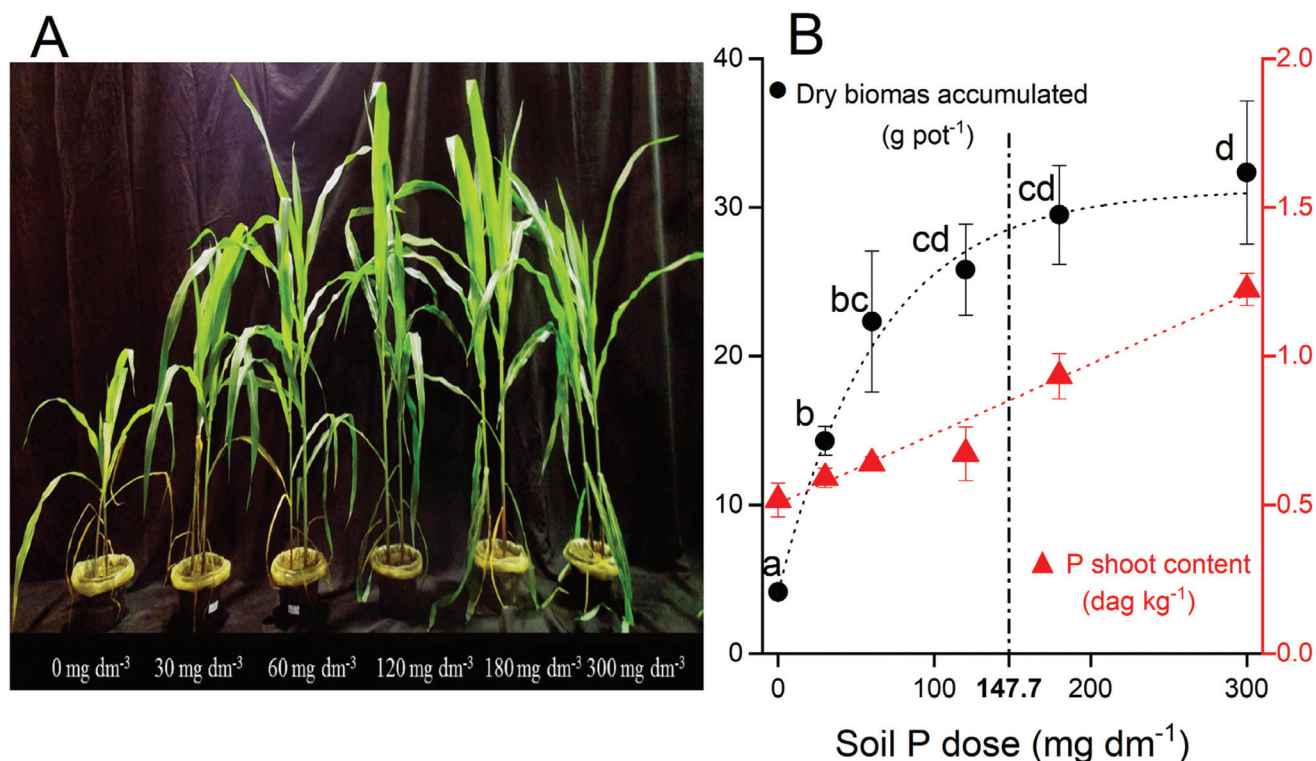 A
0 mg dm-3
30 mg dm-3
60 mg dm-3
120 mg dm-3
180 mg dm-3
300 mg dm-3
B
40
30
20
10
0
2.0
1.5
1.0
0.5
0.0
Dry biomas accumulated
(g pot-1)
a
b
bc
cd
cd
d
P shoot content
(dag kg-1)
0
100
147.7
200
300
Soil P dose (mg dm-1)